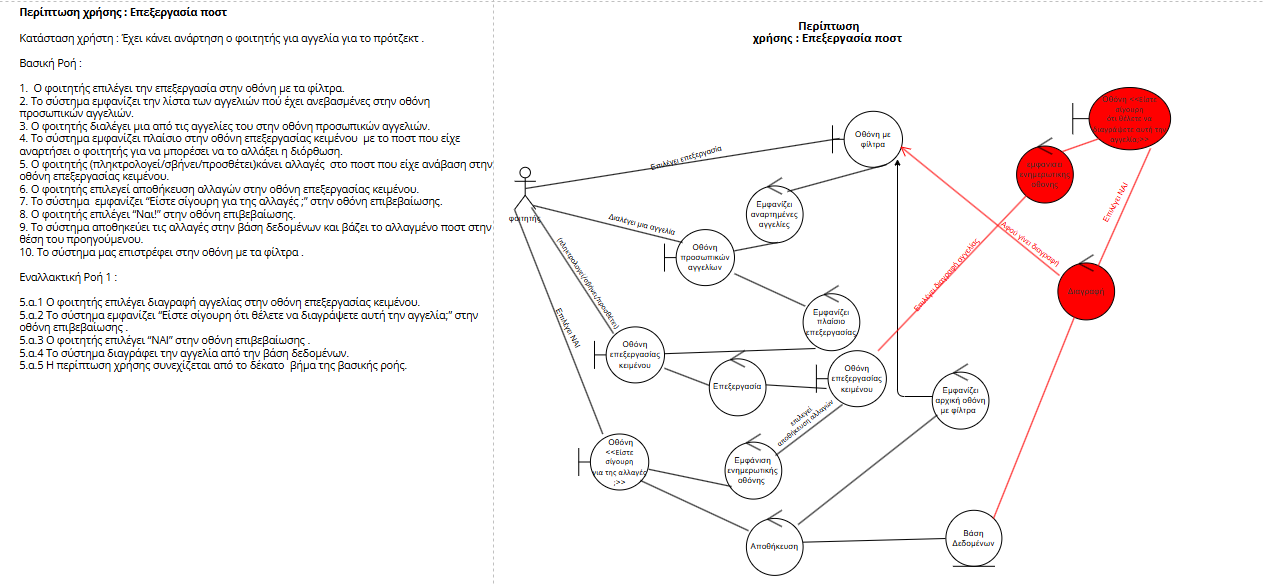 Περίπτωση χρήσης : Επεξεργασία ποστ
Κατάσταση χρήστη : Έχει κάνει ανάρτηση ο φοιτητής για αγγελία για το πρότζεκτ .
Βασική Ροή :
1. Ο φοιτητής επιλέγει την επεξεργασία στην οθόνη με τα φίλτρα.
2. Το σύστημα εμφανίζει την λίστα των αγγελιών πού έχει ανεβασμένες στην οθόνη
προσωπικών αγγελιών.
3. Ο φοιτητής διαλέγει μια από τις αγγελίες του στην οθόνη προσωπικών αγγελιών.
4. Το σύστημα εμφανίζει πλαίσιο στην οθόνη επεξεργασίας κειμένου με το ποστ που είχε
αναρτήσει ο φοιτητής για να μπορέσει να το αλλάξει η διόρθωση.
5. Ο φοιτητής (πληκτρολογεί/σβήνει/προσθέτει)κάνει αλλαγές στο ποστ που είχε ανάβαση στην
οθόνη επεξεργασίας κειμένου.
6. Ο φοιτητής επιλεγεί αποθήκευση αλλαγών στην οθόνη επεξεργασίας κειμένου.
7. Το σύστημα εμφανίζει “Είστε σίγουρη για της αλλαγές ;” στην οθόνη επιβεβαίωσης.
8. Ο φοιτητής επιλέγει “Ναι!” στην οθόνη επιβεβαίωσης.
9. Το σύστημα αποθηκεύει τις αλλαγές στην βάση δεδομένων και βάζει το αλλαγμένο ποστ στην
θέση του προηγούμενου.
10. Το σύστημα μας επιστρέφει στην οθόνη με τα φίλτρα .
Εναλλακτική Ροή 1 :
5.α.1 Ο φοιτητής επιλέγει διαγραφή αγγελίας στην οθόνη επεξεργασίας κειμένου.
5.α.2 Το σύστημα εμφανίζει “Είστε σίγουρη ότι θέλετε να διαγράψετε αυτή την αγγελία;” στην
οθόνη επιβεβαίωσης .
5.α.3 Ο φοιτητής επιλέγει “ΝΑΙ” στην οθόνη επιβεβαίωσης .
5.α.4 Το σύστημα διαγράφει την αγγελία από την βάση δεδομένων.
5.α.5 Η περίπτωση χρήσης συνεχίζεται από το δέκατο βήμα της βασικής ροής.
Περίπτωση
χρήσης : Επεξεργασία ποστ
Οθόνη <<Είστε
σίγουρη
ότι θέλετε να
διαγράψετε αυτή την
αγγελία;>>
Οθόνη με
φίλτρα
Επιλέγει επεξεργασία
Εμφανίζει
ενημερωτικής
οθόνης
Επιλέγει ΝΑΙ
Εμφανίζει
αναρτημένες
αγγελίες
φοιτητής
Διαλέγει μια αγγελία
Αφου γίνει διαγραφή
Οθόνη
προσωπικών
αγγελίων
(πληκτρολογεί/σβήνει/προσθέτει)
Επιλέγει διαγραφή αγγελίας
Διαγραφή
Εμφανίζει
πλαίσιο
επεξεργασίας
Επιλέγει ΝΑΙ
Οθόνη
επεξεργασίας
κειμένου
Οθόνη
επεξεργασίας
κειμένου
Επεξεργασία
Εμφανίζει
αρχική οθόνη
με φίλτρα
επιλεγεί
αποθήκευση αλλαγών
Οθόνη
<<Είστε
σίγουρη
για της αλλαγές
;>>
Εμφάνιση
ενημερωτικής
οθόνης
Αποθήκευση
Βάση
Δεδομένων